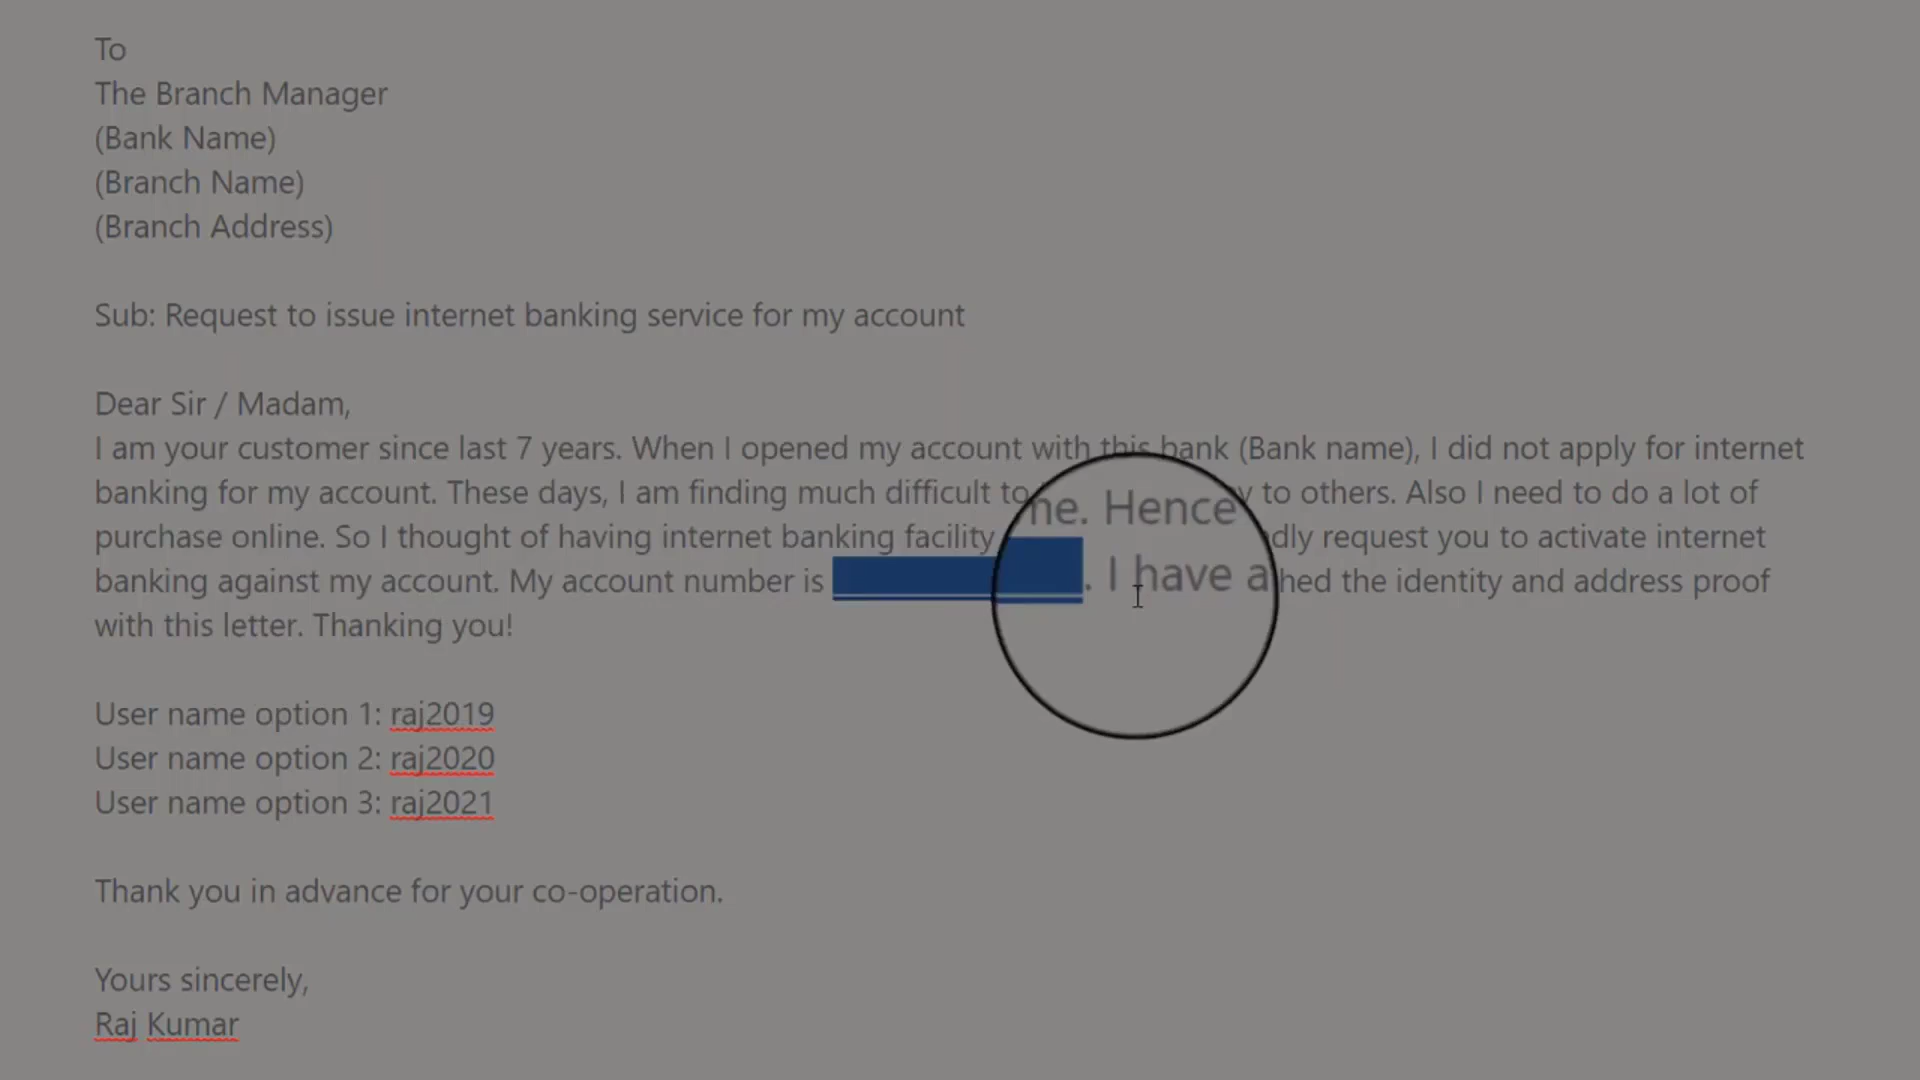 To
The Branch Manager
(Bank Name)
(Branch Name)
(Branch Address)
Sub: Request to issue internet banking service for my account
Dear Sir / Madam,
I am your customer since last 7 years. When I opened my account with this bank (Bank name), I did not apply for internet
banking for my account. These days, I am finding much difficult to to others. Also I need to do a lot of
purchase online. So I thought of having internet banking facility Hence request you to activate internet
banking against my account. My account number is . I have the identity and address proof
with this letter. Thanking you!
User name option 1: raj2019
User name option 2: raj2020
User name option 3: raj2021
Thank you in advance for your co-operation.
Yours sincerely,
Raj Kumar